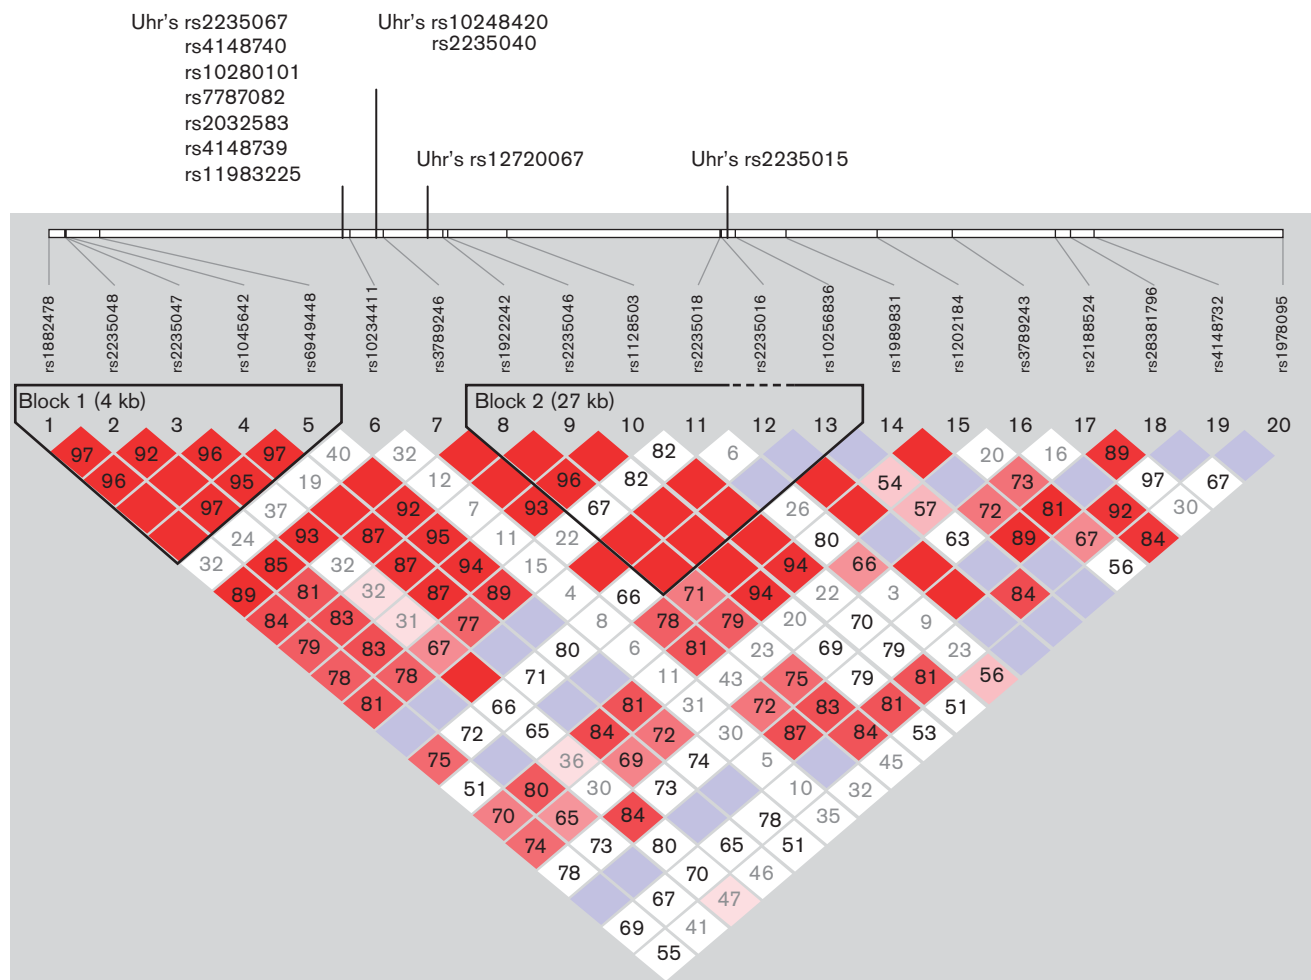 Uhr's rs2235067
rs4148740
rs10280101
rs7787082
rs2032583
rs4148739
rs11983225
Uhr's rs10248420
rs2235040
Uhr's rs12720067
Uhr's rs2235015
rs1882478
rs2235048
rs2235047
rs1045642
rs6949448
rs10234411
rs3789246
rs1922242
rs2235046
rs1128503
rs2235018
rs2235016
rs10256836
rs1989831
rs1202184
rs3789243
rs2188524
rs28381796
rs4148732
rs1978095
Block 1 (4 kb)
Block 2 (27 kb)
1 2 3 4 5 6 7 8 9 10 11 12 13 14 15 16 17 18 19 20
97 92 96 97 40 32 82 6 20 16 89
96 95 19 12 96 82 54 73 97 67
97 37 92 7 93 67 26 57 72 81 92 30
24 93 87 95 11 22 80 63 89 67 84
32 85 32 87 94 15 94 66 56
89 81 32 87 89 4 66 71 94 22 3 84
84 83 31 77 8 78 79 20 70 9
79 83 67 80 6 81 23 69 79 23
78 78 71 11 43 75 79 81 56
81 66 81 31 72 83 81 51
72 65 84 72 30 87 84 53
75 36 69 74 5 45
51 80 30 73 10 32
70 65 84 78 35
74 73 80 65 51
78 70 46
67 47
69 41
55